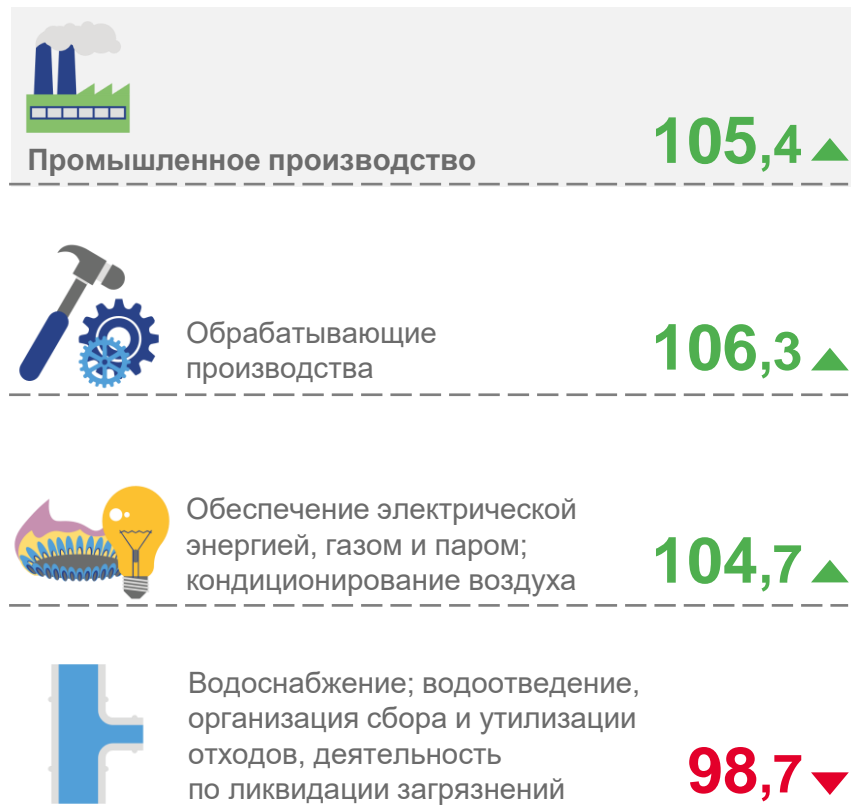 Промышленное производство 105,4
Обрабатывающие
производства 106,3
Обеспечение электрической
энергией, газом и паром;
кондиционирование воздуха 104,7
Водоснабжение; водоотведение,
организация сбора и утилизации
отходов, деятельность
по ликвидации загрязнений 98,7